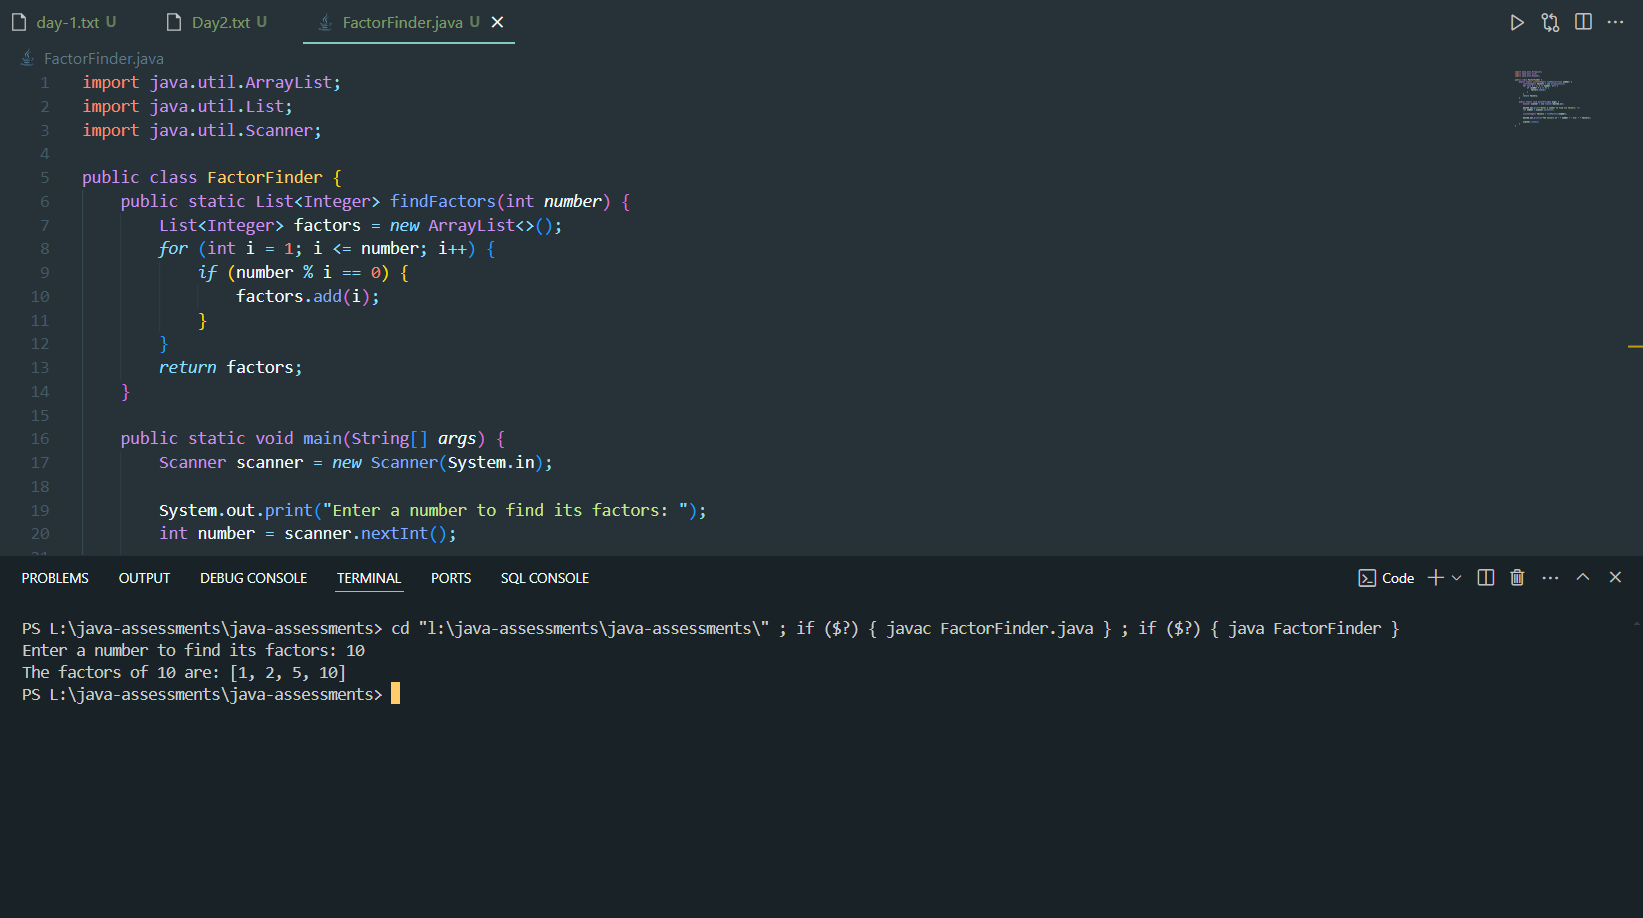 day-1.txt U Day2.txt U FactorFinder.java U
FactorFinder.java
1 import java.util.ArrayList;
2 import java.util.List;
3 import java.util.Scanner;
4
5 public class FactorFinder {
6 public static List<Integer> findFactors(int number) {
7 List<Integer> factors = new ArrayList<>();
8 for (int i = 1; i <= number; i++) {
9 if (number % i == 0) {
10 factors.add(i);
11 }
12 }
13 return factors;
14 }
15
16 public static void main(String[] args) {
17 Scanner scanner = new Scanner(System.in);
18
19 System.out.print("Enter a number to find its factors: ");
20 int number = scanner.nextInt();
PROBLEMS OUTPUT DEBUG CONSOLE TERMINAL PORTS SQL CONSOLE Code
PS L:\java-assessments\java-assessments> cd "l:\java-assessments\java-assessments\" ; if ($?) { javac FactorFinder.java } ; if ($?) { java FactorFinder }
Enter a number to find its factors: 10
The factors of 10 are: [1, 2, 5, 10]
PS L:\java-assessments\java-assessments>